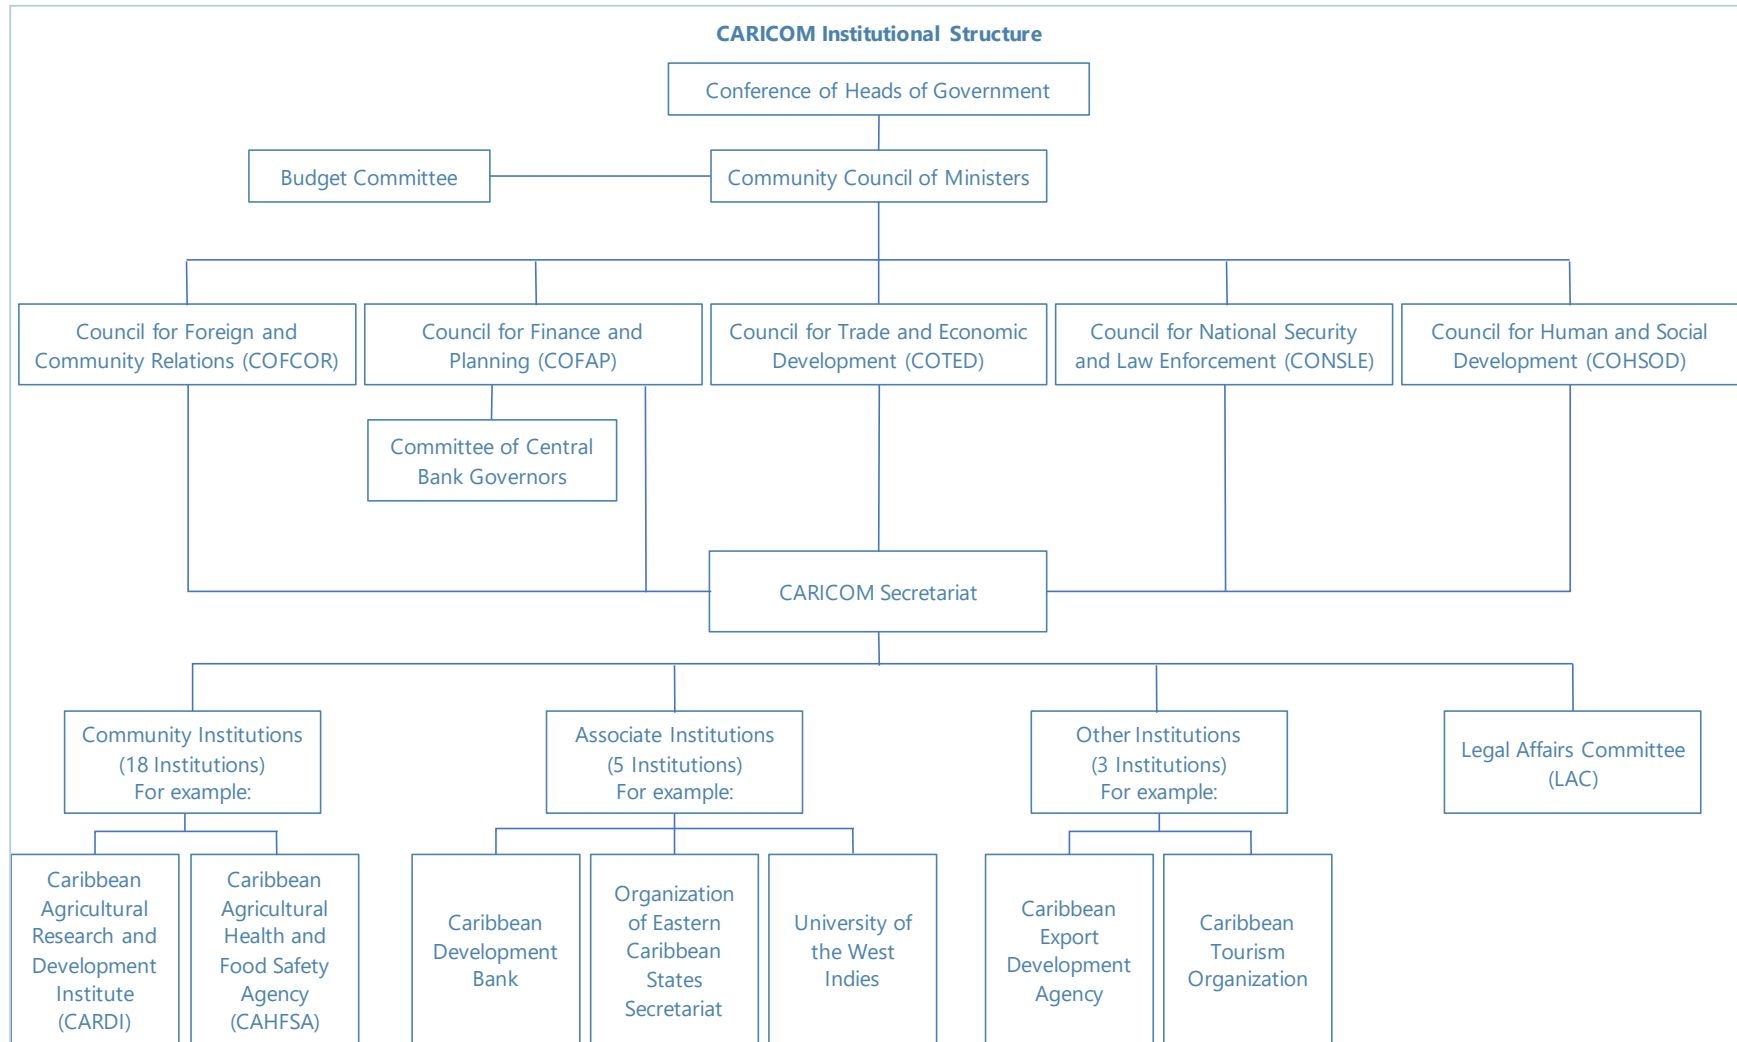 CARICOM Institutional Structure
Conference of Heads of Government
Budget Committee
Community Council of Ministers
Council for Foreign and
Community Relations (COFCOR)
Council for Finance and
Planning (COFAP)
Council for Trade and Economic
Development (COTED)
Council for National Security
and Law Enforcement (CONSLE)
Council for Human and Social
Development (COHSOD)
Committee of Central
Bank Governors
CARICOM Secretariat
Community Institutions
(18 Institutions)
For example:
Associate Institutions
(5 Institutions)
For example:
Other Institutions
(3 Institutions)
For example:
Legal Affairs Committee
(LAC)
Caribbean
Agricultural
Research and
Development
Institute
(CARDI)
Caribbean
Agricultural
Health and
Food Safety
Agency
(CAHFSA)
Caribbean
Development
Bank
Organization
of Eastern
Caribbean
States
Secretariat
University of
the West
Indies
Caribbean
Export
Development
Agency
Caribbean
Tourism
Organization